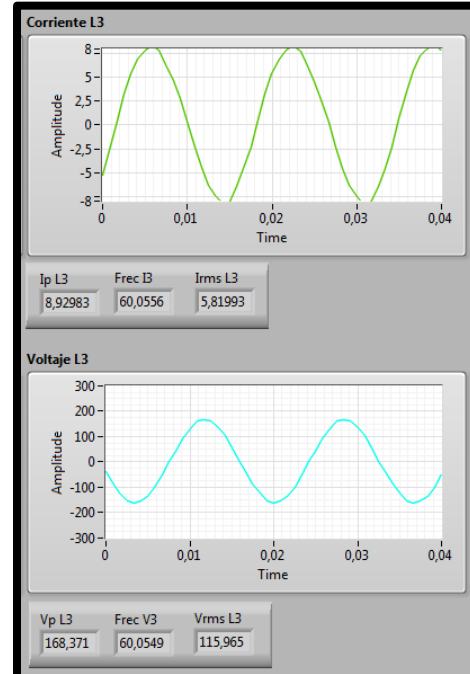 Corriente L3
8
5
2,5
0
-2,5
-5
-8
Amplitude
0 0,01 0,02 0,03 0,04
Time
Ip L3 Frec I3 Irms L3
8,92983 60,0556 5,81993
Voltaje L3
300
200
100
0
-100
-200
-300
Amplitude
0 0,01 0,02 0,03 0,04
Time
Vp L3 Frec V3 Vrms L3
168,371 60,0549 115,965